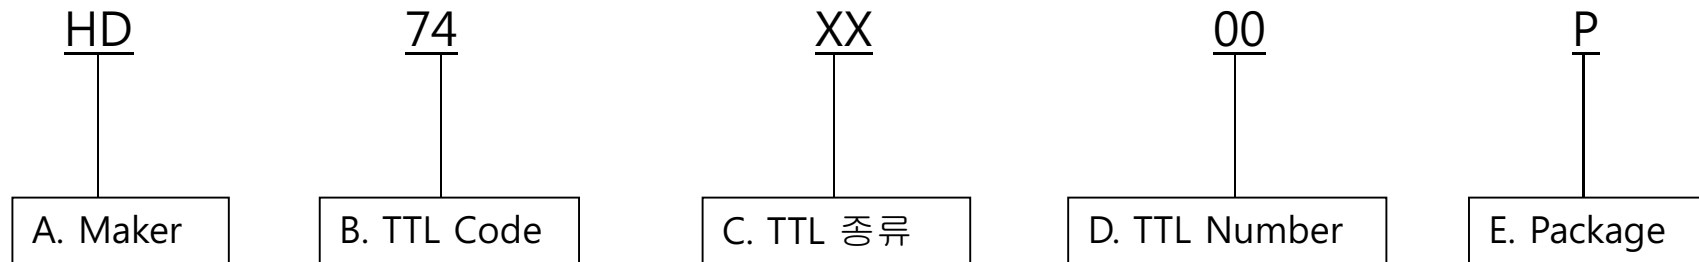 HD 74 XX 00 P
A. Maker B. TTL Code C. TTL 종류 D. TTL Number E. Package